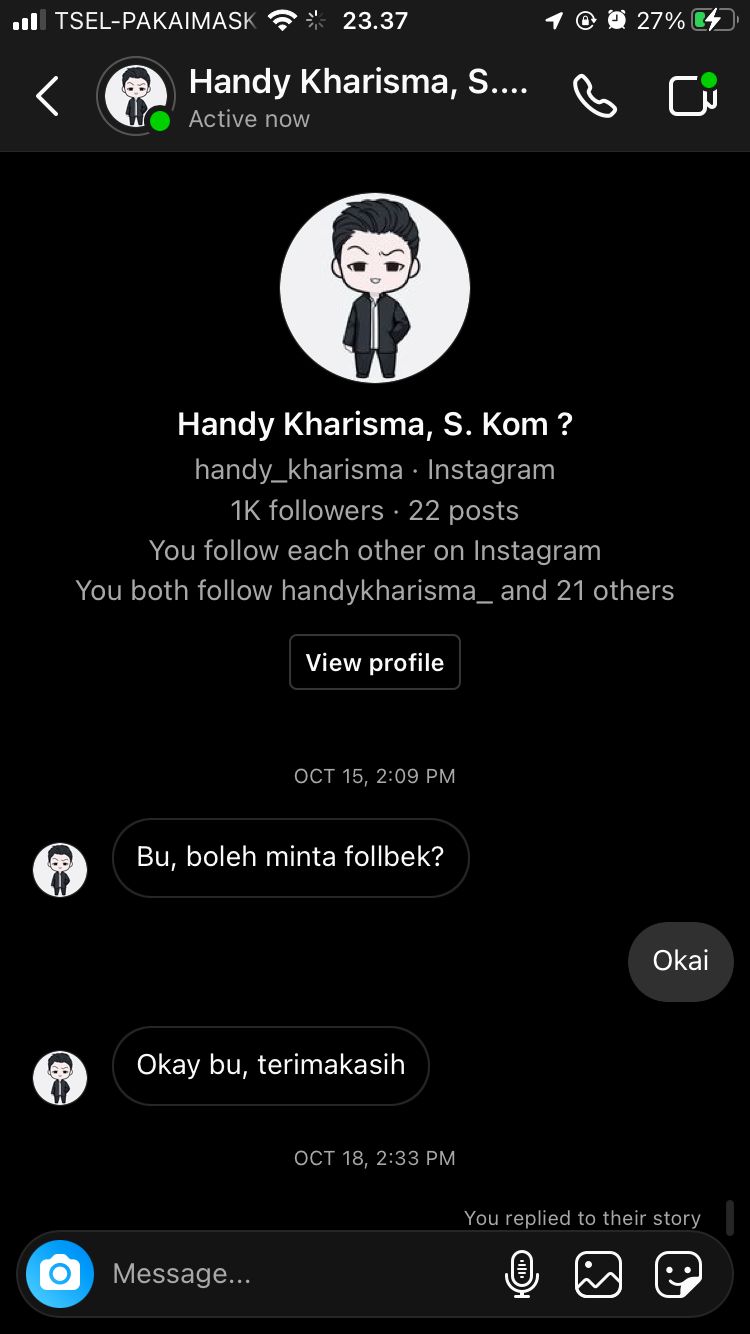 TSEL-PAKAIMASK 23.37 27%
Handy Kharisma, S....
Active now
Handy Kharisma, S. Kom ?
handy_kharisma · Instagram
1K followers · 22 posts
You follow each other on Instagram
You both follow handykharisma_ and 21 others
View profile
OCT 15, 2:09 PM
Bu, boleh minta follbek?
Okai
Okay bu, terimakasih
OCT 18, 2:33 PM
You replied to their story
Message...